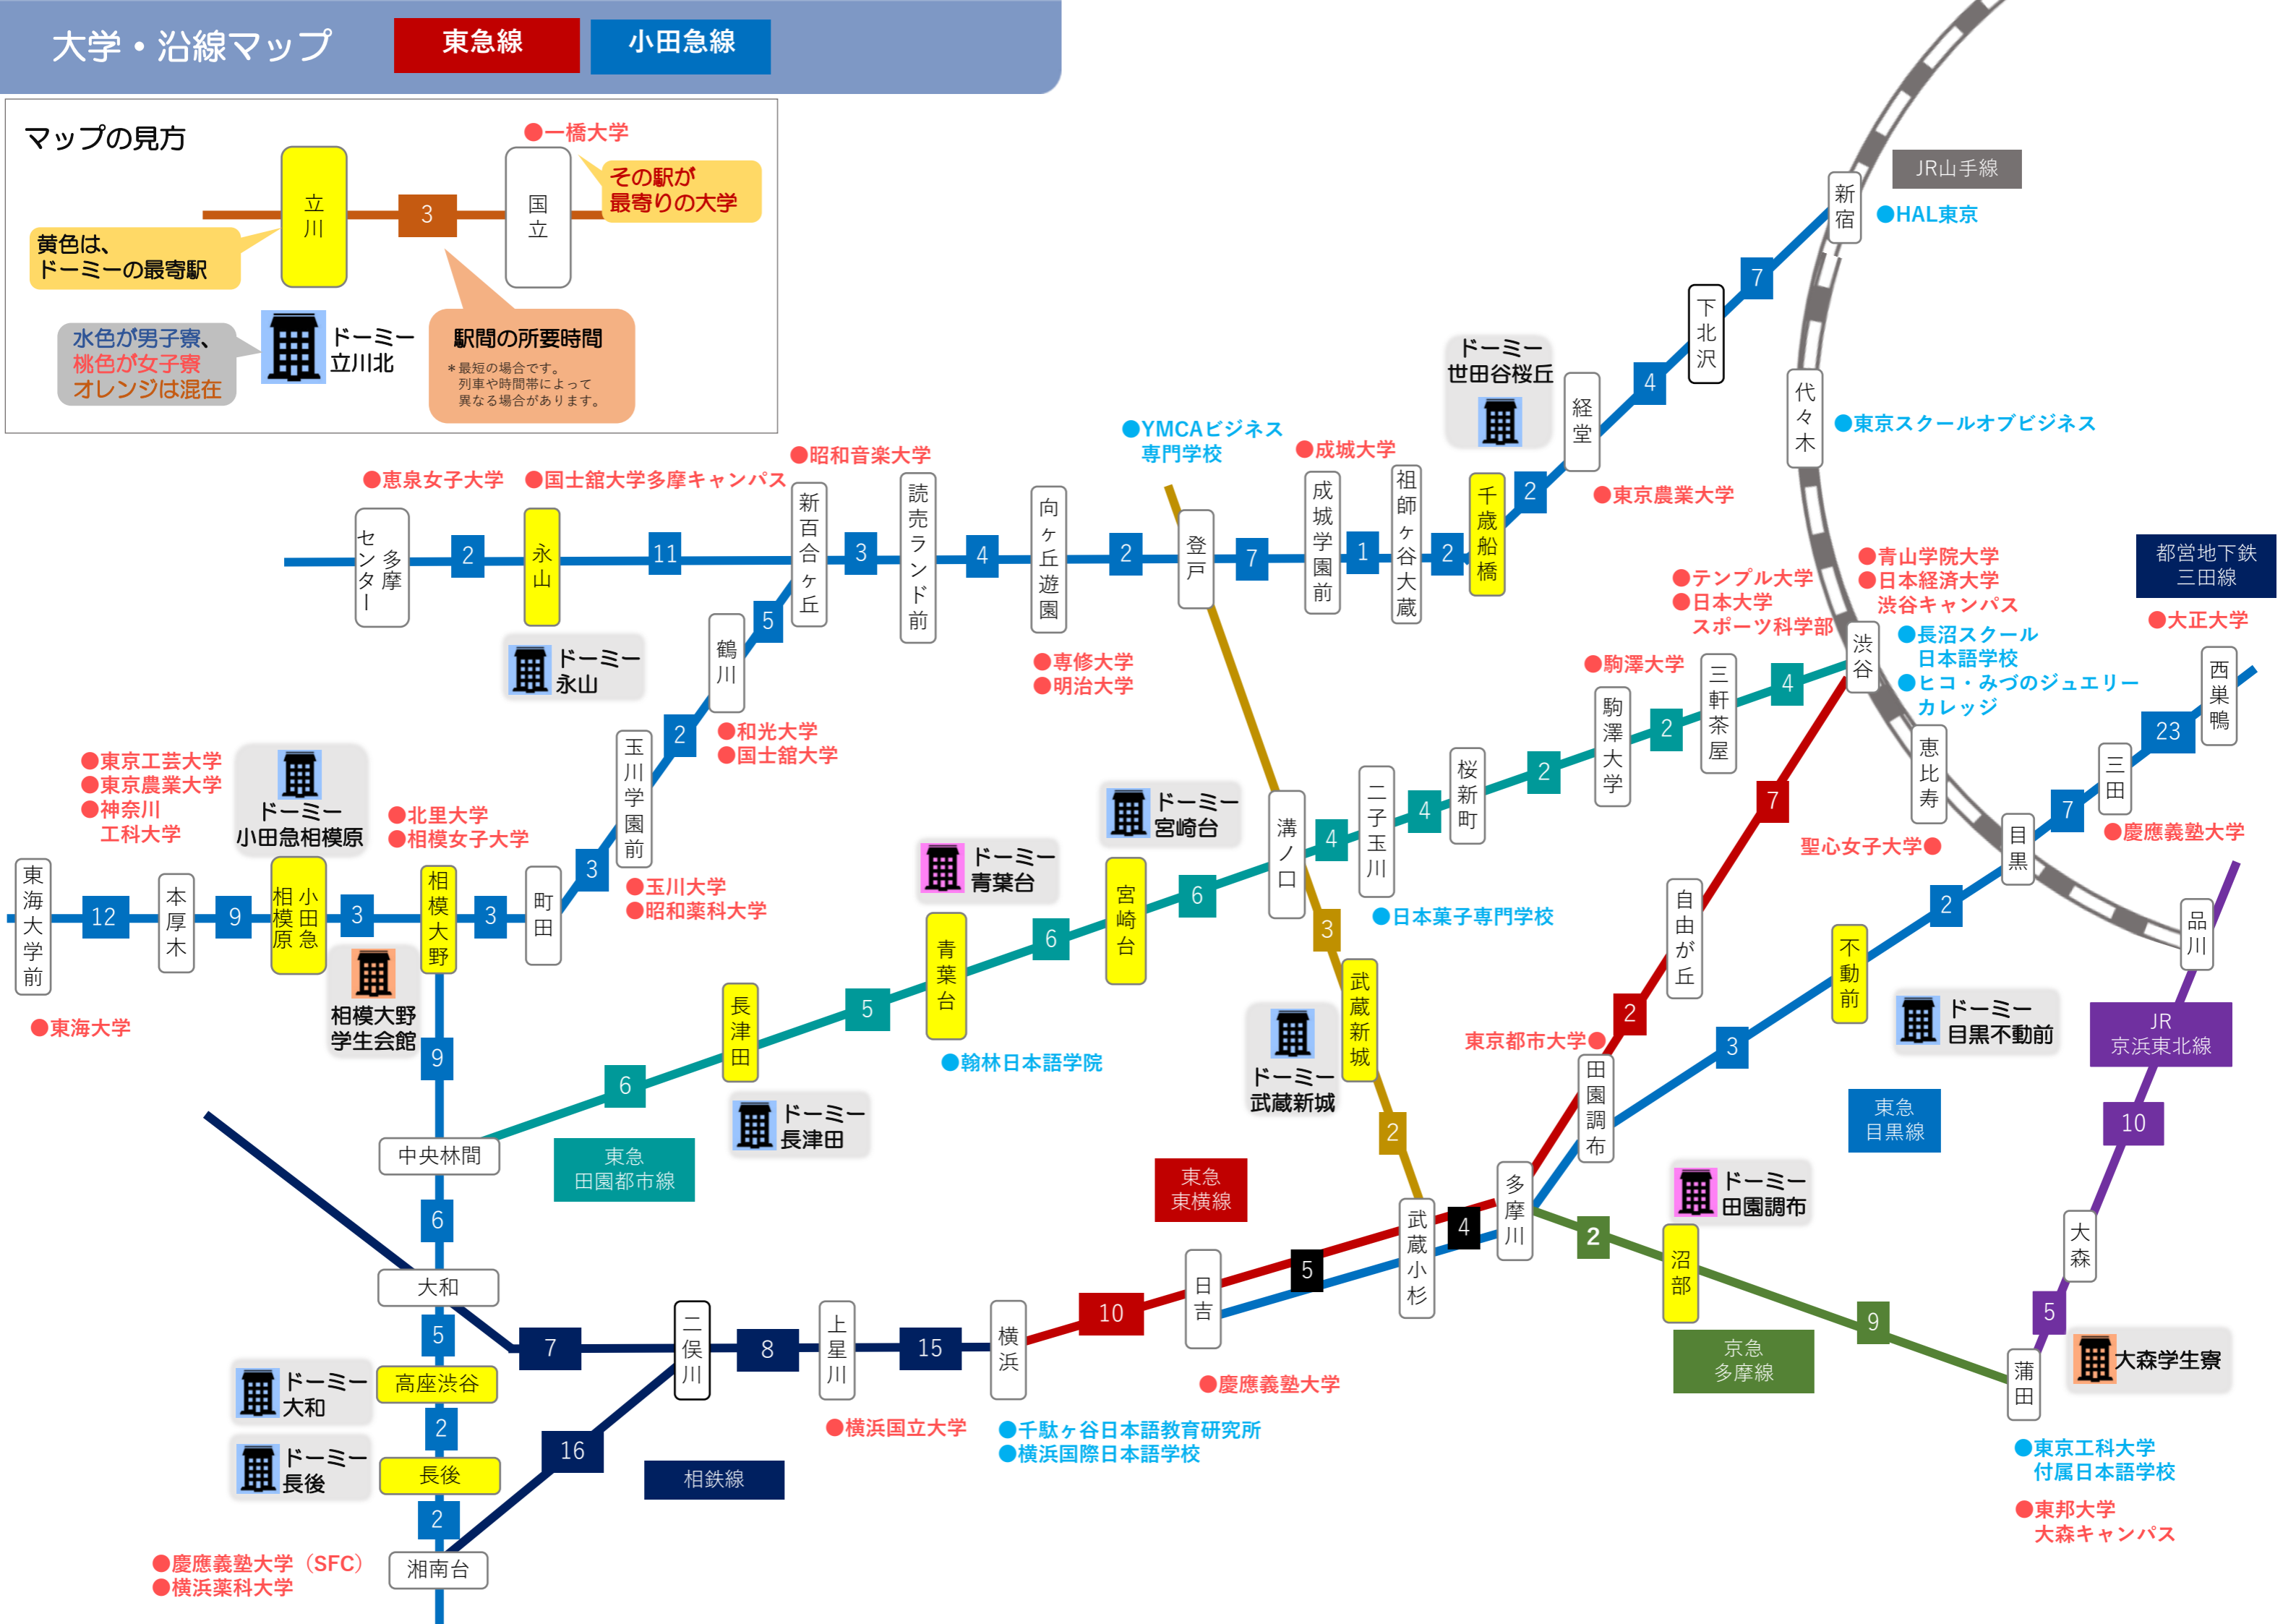 大学・沿線マップ
東急線
小田急線
マップの見方
●一橋大学
立川
3
国立
その駅が
最寄りの大学
黄色は、
ドーミーの最寄駅
水色が男子寮、
桃色が女子寮
オレンジは混在
ドーミー
立川北
駅間の所要時間
＊最短の場合です。
列車や時間帯によって
異なる場合があります。
JR山手線
新宿
●HAL東京
7
下北沢
4
経堂
●東京農業大学
2
ドーミー
世田谷桜丘
千歳船橋
2
祖師ヶ谷大蔵
1
●成城大学
成城学園前
7
●YMCAビジネス
専門学校
登戸
2
向ヶ丘遊園
●専修大学
●明治大学
4
読売ランド前
3
●昭和音楽大学
新百合ヶ丘
11
●国士舘大学多摩キャンパス
永山
ドーミー
永山
2
●恵泉女子大学
多摩
センター
5
鶴川
●和光大学
●国士舘大学
2
玉川学園前
●玉川大学
●昭和薬科大学
3
町田
3
●北里大学
●相模女子大学
相模大野
相模大野
学生会館
3
ドーミー
小田急相模原
小田急
相模原
9
●東京工芸大学
●東京農業大学
●神奈川
工科大学
本厚木
12
東海大学前
●東海大学
9
中央林間
6
大和
5
高座渋谷
ドーミー
大和
2
長後
ドーミー
長後
2
湘南台
●慶應義塾大学（SFC）
●横浜薬科大学
代々木
●東京スクールオブビジネス
●テンプル大学
●日本大学
スポーツ科学部
●青山学院大学
●日本経済大学
渋谷キャンパス
●長沼スクール
日本語学校
●ヒコ・みづのジュエリー
カレッジ
渋谷
4
三軒茶屋
2
●駒澤大学
駒澤大学
2
桜新町
4
二子玉川
●日本菓子専門学校
4
溝ノ口
6
ドーミー
宮崎台
宮崎台
6
ドーミー
青葉台
青葉台
●翰林日本語学院
5
長津田
ドーミー
長津田
6
東急
田園都市線
3
武蔵新城
ドーミー
武蔵新城
2
武蔵小杉
恵比寿
聖心女子大学●
目黒
都営地下鉄
三田線
●大正大学
西巣鴨
23
三田
●慶應義塾大学
7
2
不動前
ドーミー
目黒不動前
3
東急
目黒線
7
自由が丘
2
東京都市大学●
田園調布
多摩川
4
5
東急
東横線
日吉
●慶應義塾大学
10
横浜
●千駄ヶ谷日本語教育研究所
●横浜国際日本語学校
15
上星川
●横浜国立大学
8
二俣川
7
16
相鉄線
2
沼部
ドーミー
田園調布
9
京急
多摩線
品川
JR
京浜東北線
10
大森
5
蒲田
大森学生寮
●東京工科大学
付属日本語学校
●東邦大学
大森キャンパス